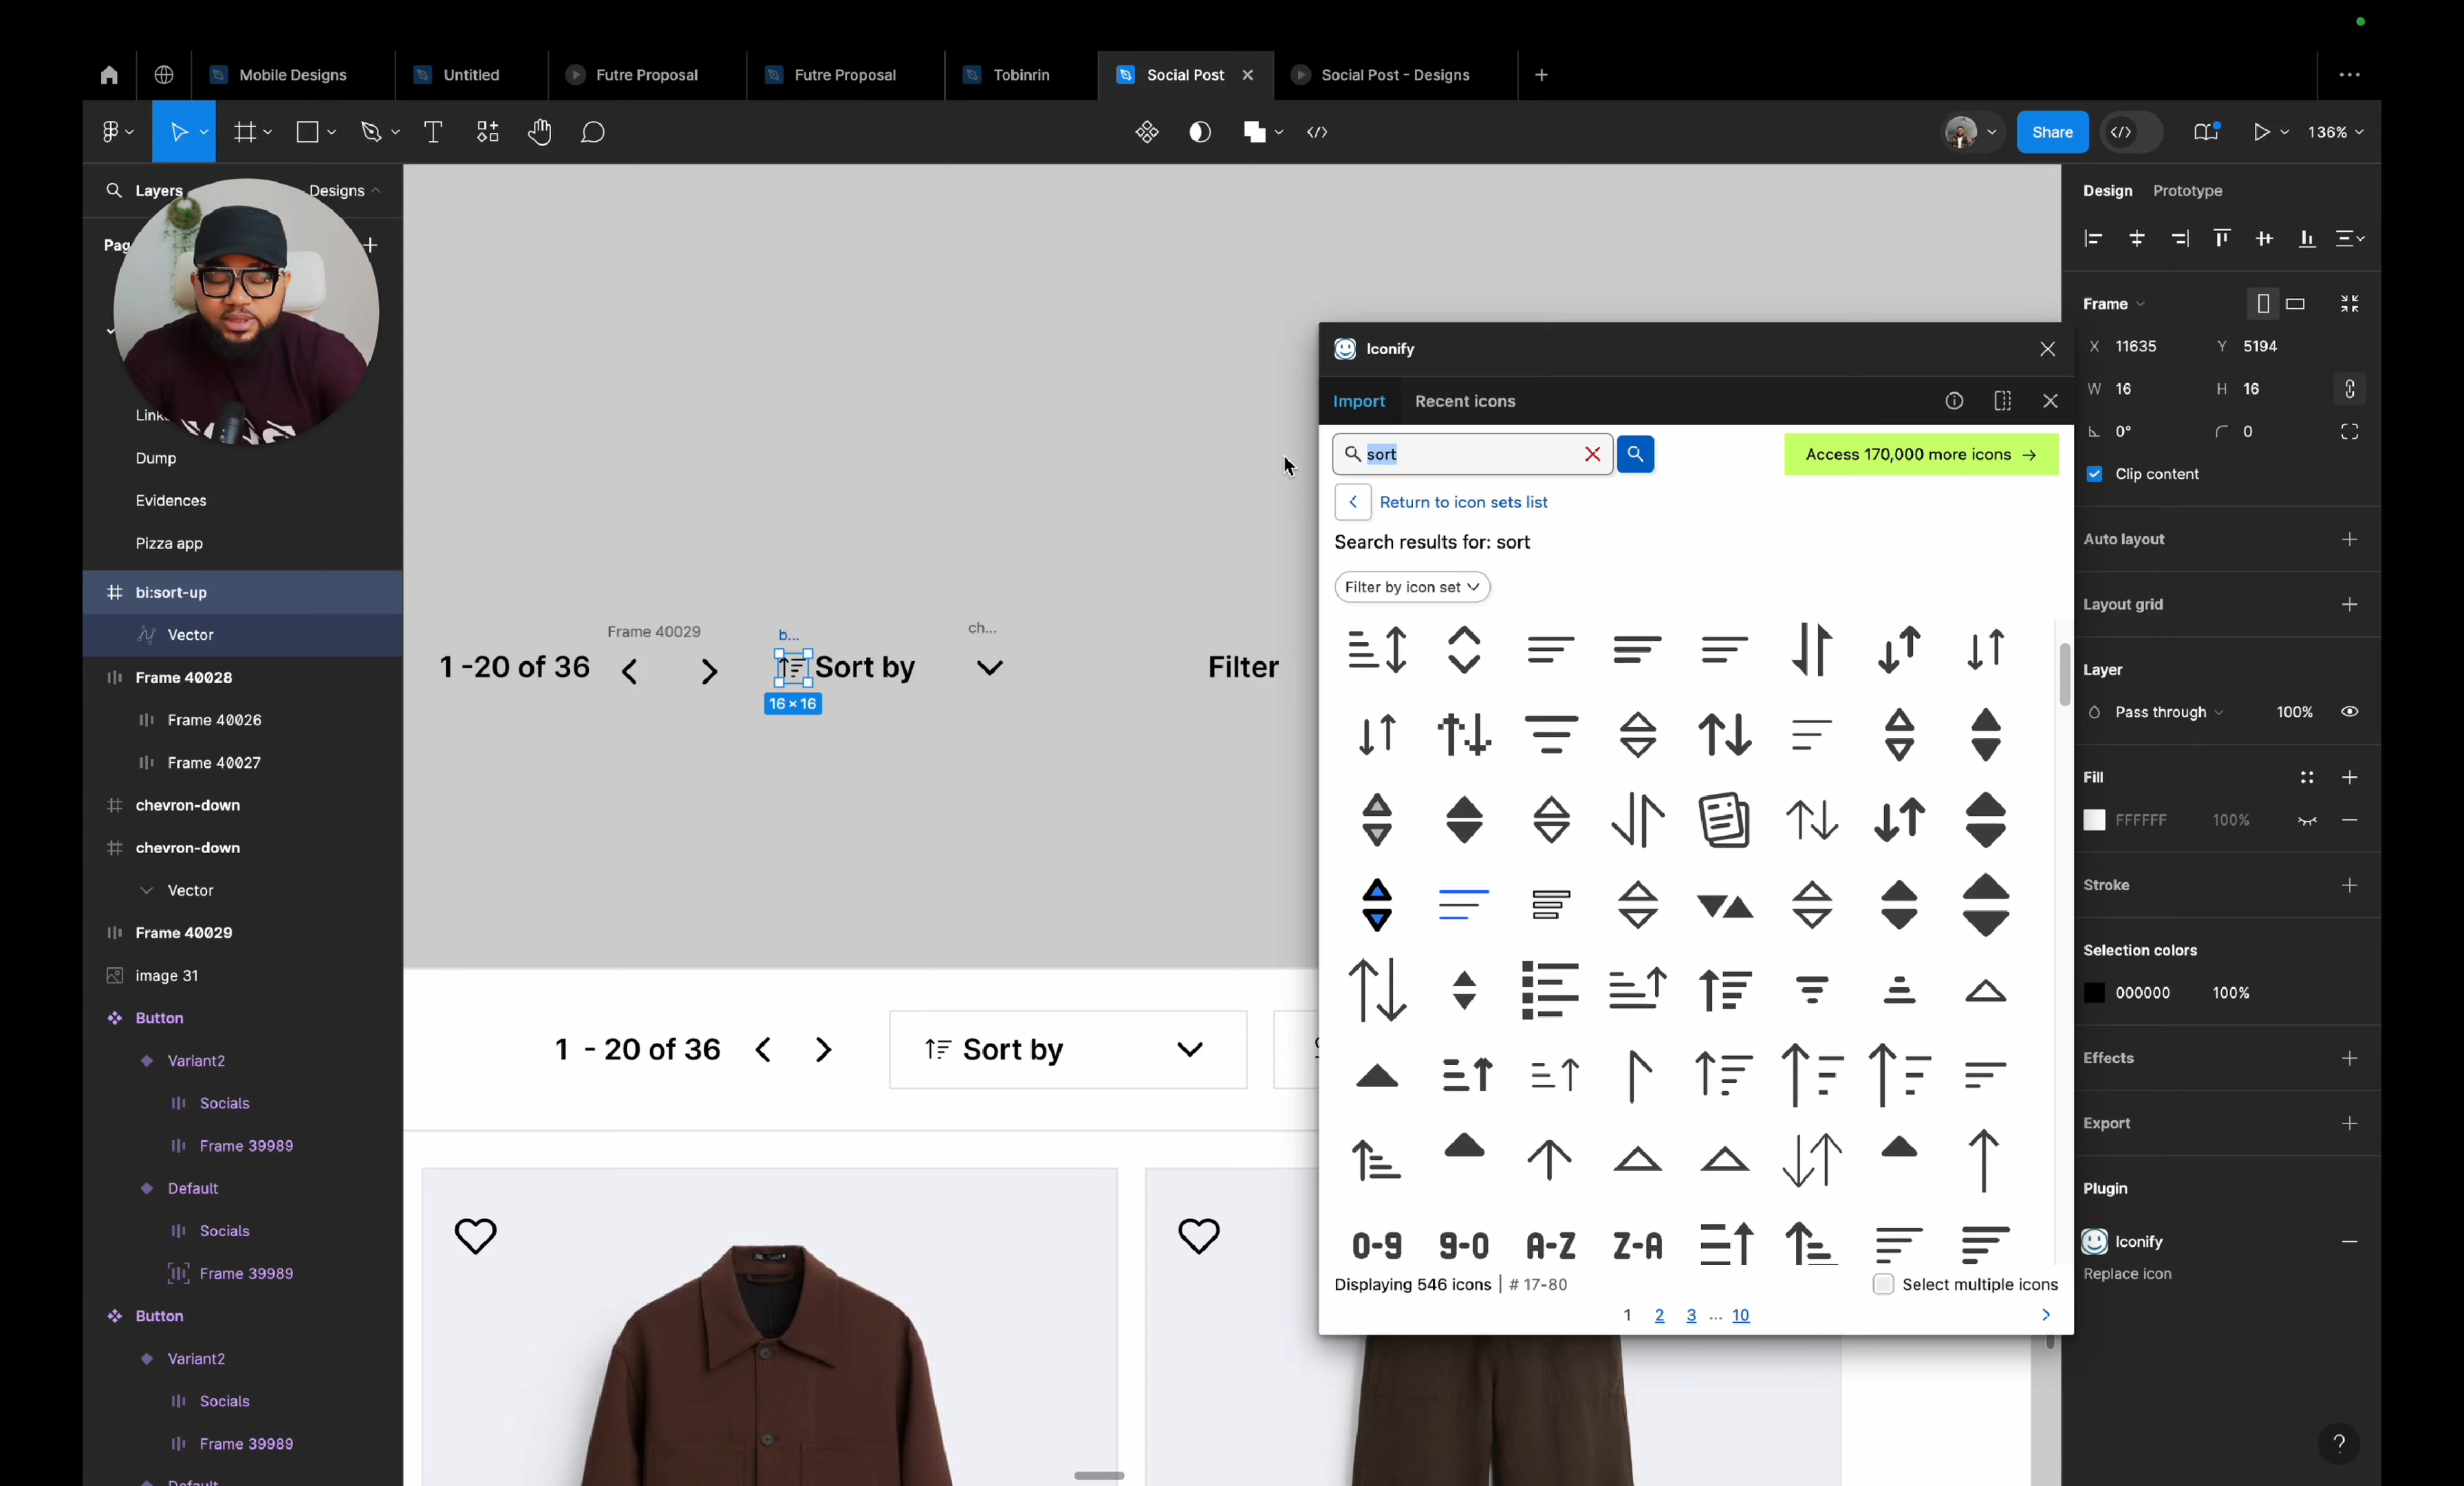 Mobile Designs
Untitled
Futre Proposal
Futre Proposal
Tobinrin
Social Post
Social Post - Designs
Share
136%
Layers
Designs
Dump
Evidences
Pizza app
bi:sort-up
Vector
Frame 40028
Frame 40026
Frame 40027
chevron-down
chevron-down
Vector
Frame 40029
image 31
Button
Variant2
Socials
Frame 39989
Default
Socials
Frame 39989
Button
Variant2
Socials
Frame 39989
Default
Frame 40029
b...
ch...
1 -20 of 36
Sort by
Filter
16 × 16
1 - 20 of 36
Sort by
Iconify
Import
Recent icons
sort
Access 170,000 more icons →
Return to icon sets list
Search results for: sort
Filter by icon set
0-9
9-0
A-Z
Z-A
Displaying 546 icons | # 17-80
Select multiple icons
1 2 3 ... 10
Design
Prototype
Frame
X 11635
Y 5194
W 16
H 16
0°
0
Clip content
Auto layout
Layout grid
Layer
Pass through
100%
Fill
FFFFFF
100%
Stroke
Selection colors
000000
100%
Effects
Export
Plugin
Iconify
Replace icon
?